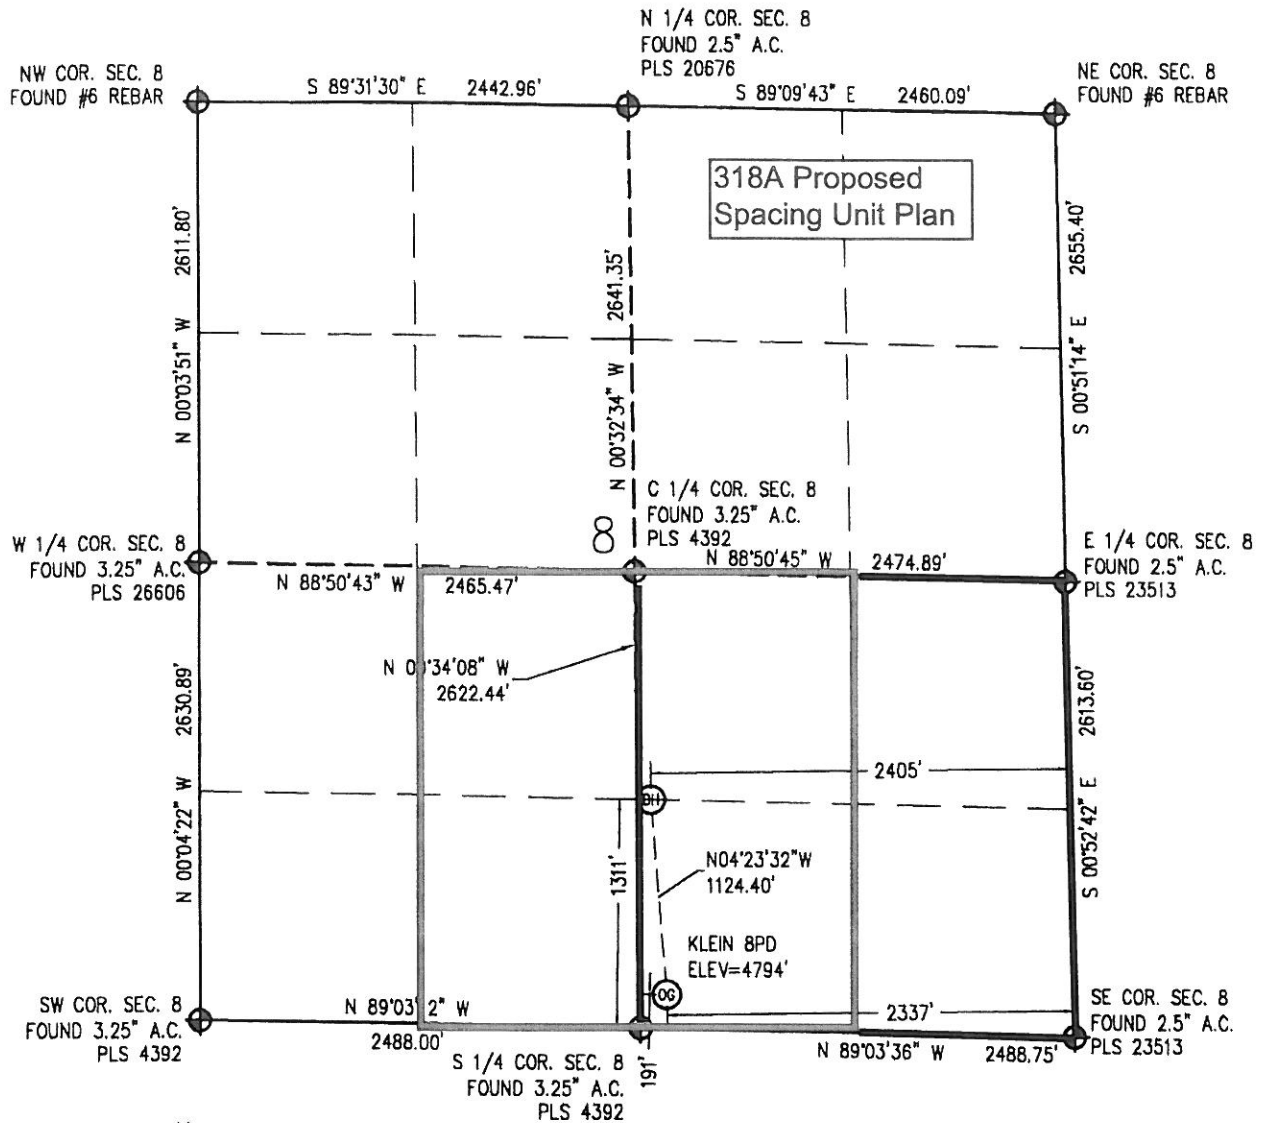 N 1/4 COR. SEC. 8
FOUND 2.5" A.C.
PLS 20676
NW COR. SEC. 8
FOUND #6 REBAR
S 89°31'30" E 2442.96'
S 89°09'43" E 2460.09'
NE COR. SEC. 8
FOUND #6 REBAR
318A Proposed
Spacing Unit Plan
2611.80'
N 00°03'51" W
2641.35'
N 00°32'34" W
2655.40'
S 00°51'14" E
C 1/4 COR. SEC. 8
FOUND 3.25" A.C.
PLS 4392
8
W 1/4 COR. SEC. 8
FOUND 3.25" A.C.
PLS 26606
N 88°50'43" W 2465.47'
N 88°50'45" W 2474.89'
E 1/4 COR. SEC. 8
FOUND 2.5" A.C.
PLS 23513
N 0 '34'08" W
2622.44'
2630.89'
N 00°04'22" W
2613.60'
S 00°52'42" E
2405'
BH
1311'
N04°23'32"W
1124.40'
KLEIN 8PD
ELEV=4794'
OG
2337'
SW COR. SEC. 8
FOUND 3.25" A.C.
PLS 4392
N 89°03' 2" W
2488.00'
S 1/4 COR. SEC. 8
FOUND 3.25" A.C.
PLS 4392
191'
N 89°03'36" W 2488.75'
SE COR. SEC. 8
FOUND 2.5" A.C.
PLS 23513